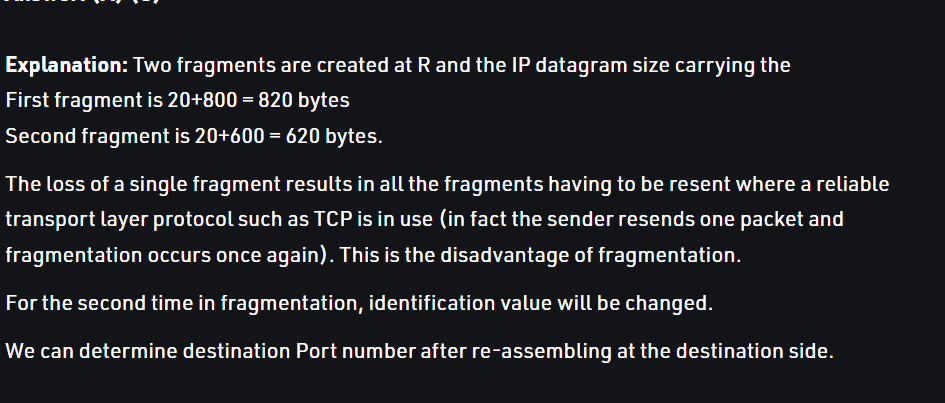 Explanation: Two fragments are created at R and the IP datagram size carrying the
First fragment is 20+800 = 820 bytes
Second fragment is 20+600 = 620 bytes.
The loss of a single fragment results in all the fragments having to be resent where a reliable
transport layer protocol such as TCP is in use (in fact the sender resends one packet and
fragmentation occurs once again). This is the disadvantage of fragmentation.
For the second time in fragmentation, identification value will be changed.
We can determine destination Port number after re-assembling at the destination side.